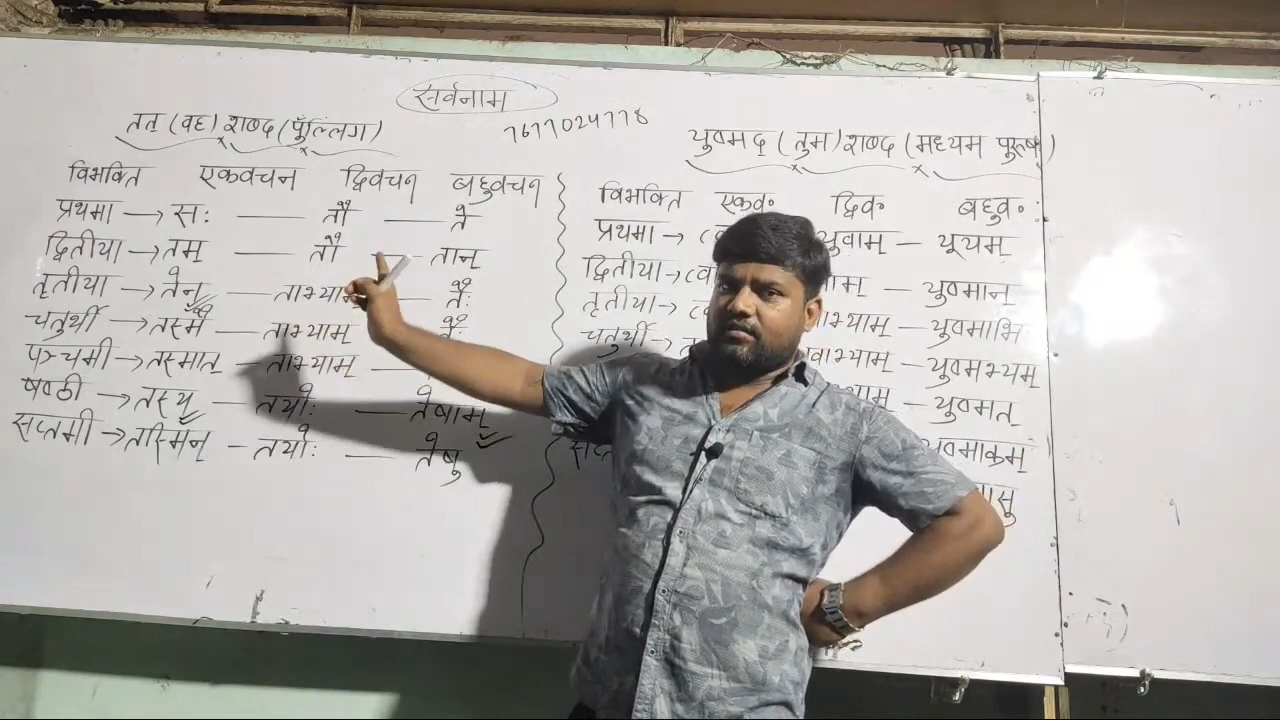 सर्वनाम
7677024778
तत् (वह) शब्द (पुँल्लिग)
विभक्ति एकवचन द्विवचन बहुवचन
प्रथमा → सः — तौ — ते
द्वितीया → तम् — तौ — तान्
तृतीया → तेन — ताभ्याम — तैः
चतुर्थी → तस्मै — ताभ्याम्
पञ्चमी → तस्मात् — ताभ्याम् —
षष्ठी → तस्य — तयोः — तेषाम्
सप्तमी → तस्मिन् — तयोः — तेषु
युष्मद् (तुम) शब्द (मध्यम पुरूष)
विभक्ति एकव॰ द्विव॰ बहुव॰
प्रथमा → युवाम् — यूयम्
द्वितीया → — युष्मान्
तृतीया → — युष्माभि
चतुर्थी → — युष्मभ्यम्
— युष्मत्
युष्माकम्